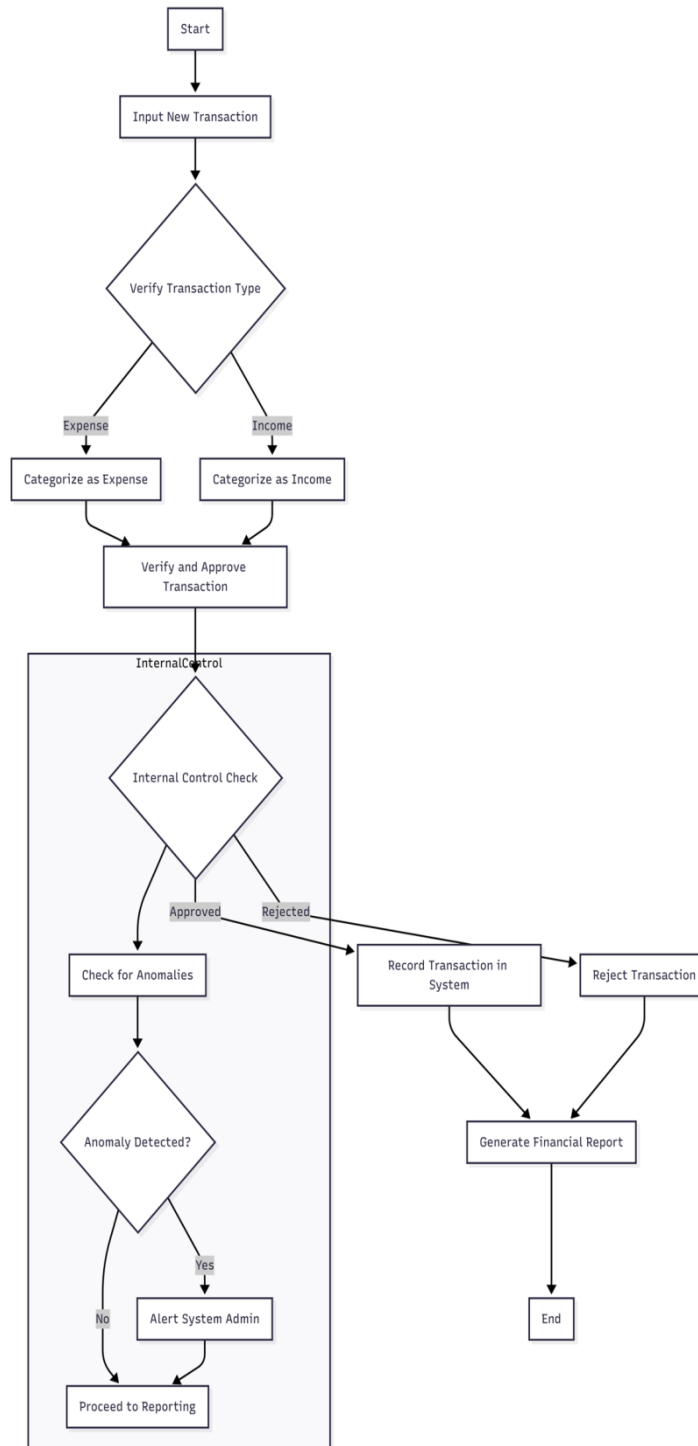 Start
Input New Transaction
Verify Transaction Type
Expense
Income
Categorize as Expense
Categorize as Income
Verify and Approve
Transaction
InternalControl
Internal Control Check
Approved
Rejected
Check for Anomalies
Record Transaction in
System
Reject Transaction
Anomaly Detected?
Generate Financial Report
Yes
No
Alert System Admin
End
Proceed to Reporting